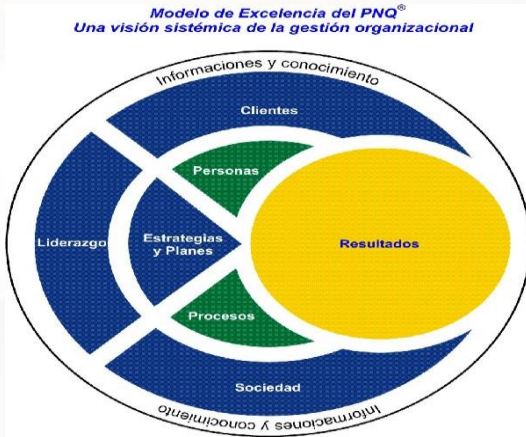 Modelo de Excelencia del PNQ®
Una visión sistémica de la gestión organizacional
Informaciones y conocimiento
Clientes
Personas
Liderazgo
Estrategias
y Planes
Resultados
Procesos
Sociedad
Informaciones y conocimiento